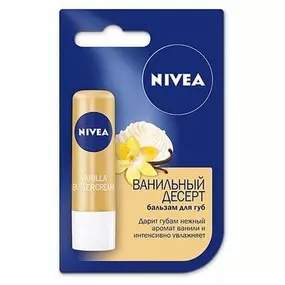 NIVEA
NIVEA
VANILLA
BUTTERCREAM
ВАНИЛЬНЫЙ
ДЕСЕРТ
бальзам для губ
Дарит губам нежный
аромат ванили и
интенсивно увлажняет